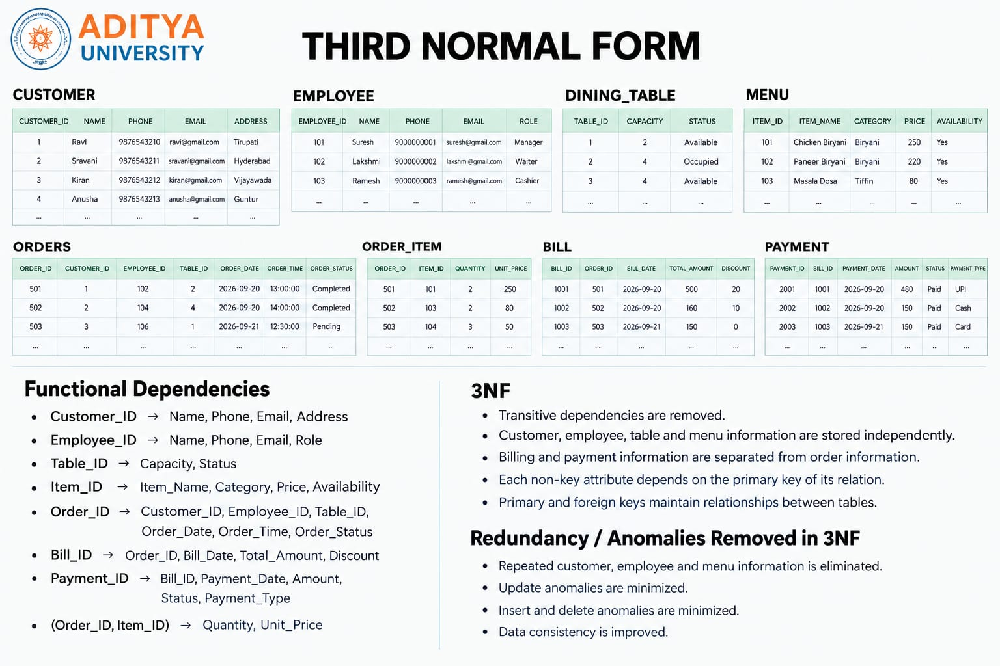 ADITYA
UNIVERSITY
THIRD NORMAL FORM
CUSTOMER
CUSTOMER_ID NAME PHONE EMAIL ADDRESS
1 Ravi 9876543210 ravi@gmail.com Tirupati
2 Sravani 9876543211 sravani@gmail.com Hyderabad
3 Kiran 9876543212 kiran@gmail.com Vijayawada
4 Anusha 9876543213 anusha@gmail.com Guntur
... ... ... ... ...
EMPLOYEE
EMPLOYEE_ID NAME PHONE EMAIL ROLE
101 Suresh 9000000001 suresh@gmail.com Manager
102 Lakshmi 9000000002 lakshmi@gmail.com Waiter
103 Ramesh 9000000003 ramesh@gmail.com Cashier
... ... ... ... ...
DINING_TABLE
TABLE_ID CAPACITY STATUS
1 2 Available
2 4 Occupied
3 4 Available
... ... ...
MENU
ITEM_ID ITEM_NAME CATEGORY PRICE AVAILABILITY
101 Chicken Biryani Biryani 250 Yes
102 Paneer Biryani Biryani 220 Yes
103 Masala Dosa Tiffin 80 Yes
... ... ... ... ...
ORDERS
ORDER_ID CUSTOMER_ID EMPLOYEE_ID TABLE_ID ORDER_DATE ORDER_TIME ORDER_STATUS
501 1 102 2 2026-09-20 13:00:00 Completed
502 2 104 4 2026-09-20 14:00:00 Completed
503 3 106 1 2026-09-21 12:30:00 Pending
... ... ... ... ... ... ...
ORDER_ITEM
ORDER_ID ITEM_ID QUANTITY UNIT_PRICE
501 101 2 250
502 103 2 80
503 104 3 50
... ... ... ...
BILL
BILL_ID ORDER_ID BILL_DATE TOTAL_AMOUNT DISCOUNT
1001 501 2026-09-20 500 20
1002 502 2026-09-20 160 10
1003 503 2026-09-21 150 0
... ... ... ... ...
PAYMENT
PAYMENT_ID BILL_ID PAYMENT_DATE AMOUNT STATUS PAYMENT_TYPE
2001 1001 2026-09-20 480 Paid UPI
2002 1002 2026-09-20 150 Paid Cash
2003 1003 2026-09-21 150 Paid Card
... ... ... ... ... ...
Functional Dependencies
• Customer_ID → Name, Phone, Email, Address
• Employee_ID → Name, Phone, Email, Role
• Table_ID → Capacity, Status
• Item_ID → Item_Name, Category, Price, Availability
• Order_ID → Customer_ID, Employee_ID, Table_ID,
Order_Date, Order_Time, Order_Status
• Bill_ID → Order_ID, Bill_Date, Total_Amount, Discount
• Payment_ID → Bill_ID, Payment_Date, Amount,
Status, Payment_Type
• (Order_ID, Item_ID) → Quantity, Unit_Price
3NF
• Transitive dependencies are removed.
• Customer, employee, table and menu information are stored independently.
• Billing and payment information are separated from order information.
• Each non-key attribute depends on the primary key of its relation.
• Primary and foreign keys maintain relationships between tables.
Redundancy / Anomalies Removed in 3NF
• Repeated customer, employee and menu information is eliminated.
• Update anomalies are minimized.
• Insert and delete anomalies are minimized.
• Data consistency is improved.